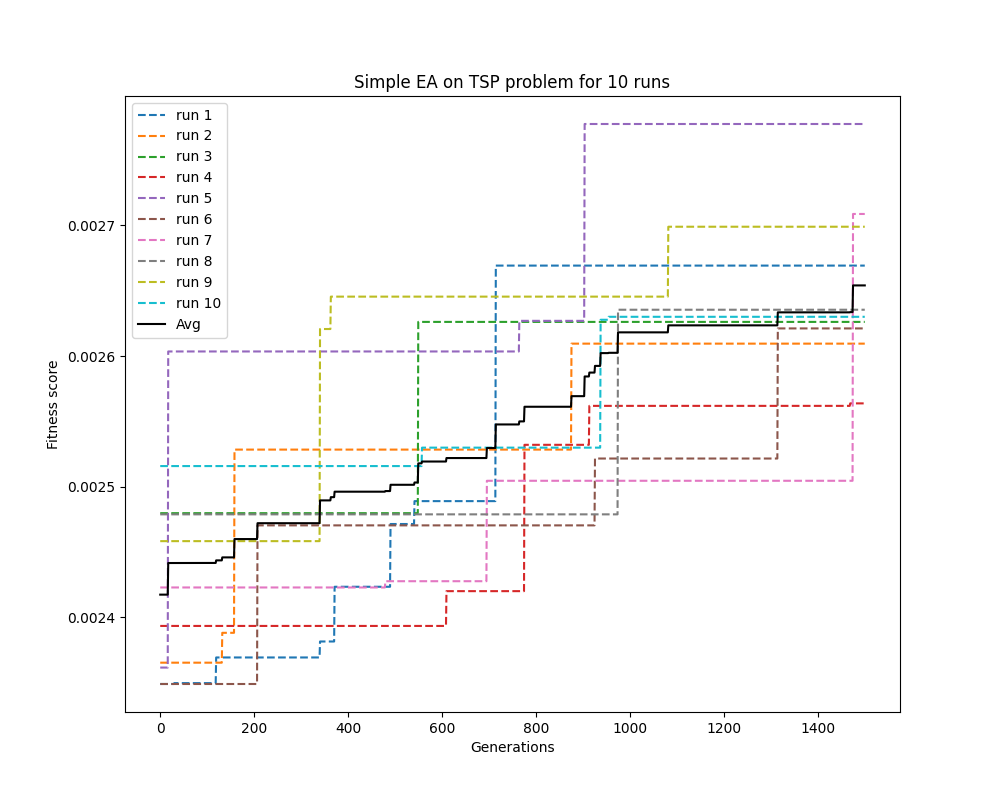 Simple EA on TSP problem for 10 runs
run 1
run 2
run 3
run 4
run 5
run 6
run 7
run 8
run 9
run 10
Avg
0.0027
0.0026
0.0025
0.0024
Fitness score
0 200 400 600 800 1000 1200 1400
Generations